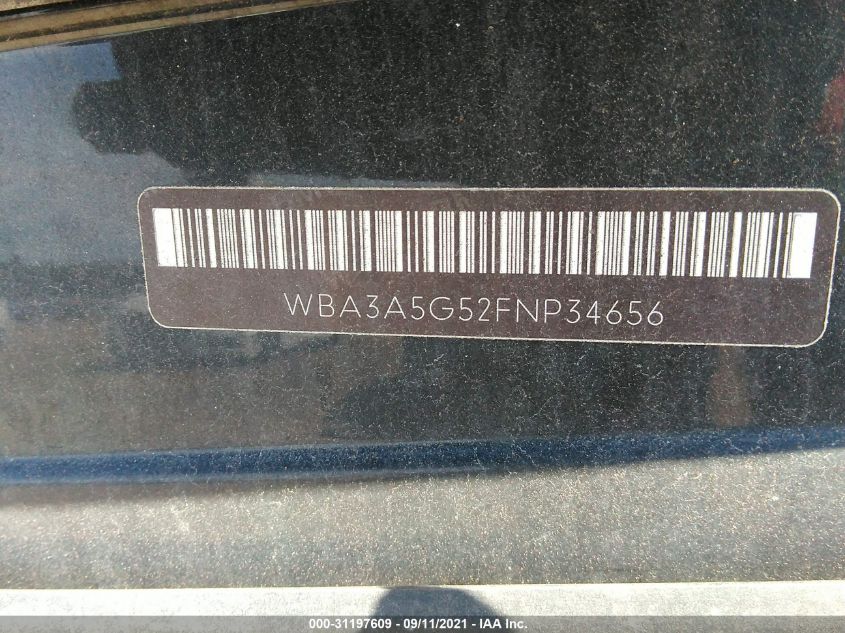 WBA3A5G52FNP34656
000-31197609 — 09/11/2021 — IAA Inc.